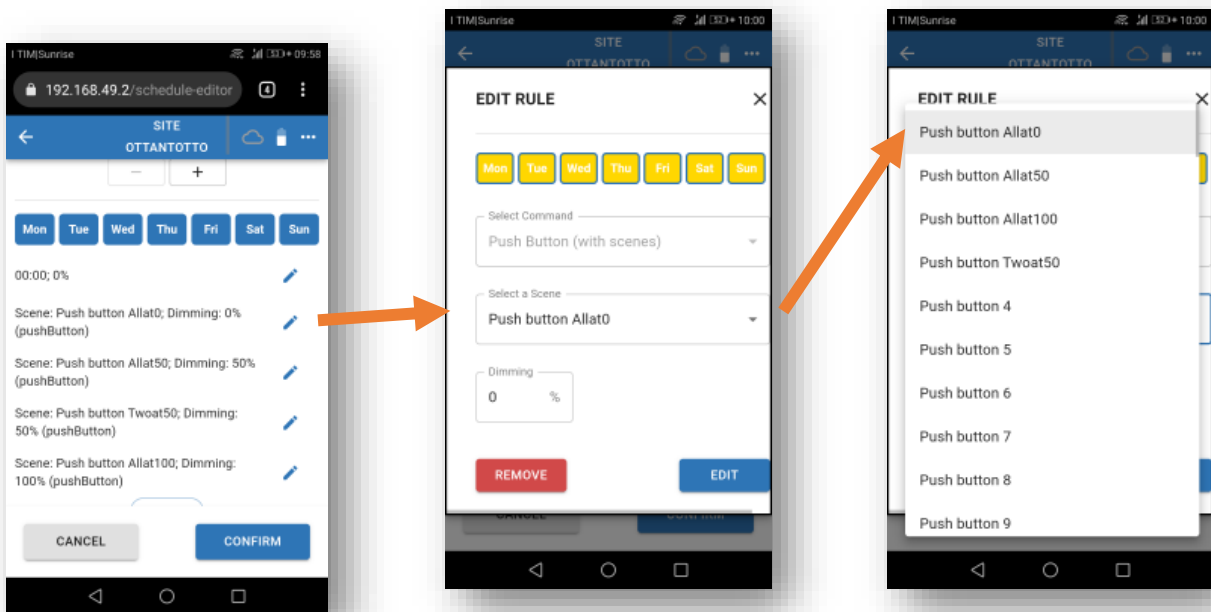 I TIM|Sunrise 09:58
192.168.49.2/schedule-editor 4
SITE
OTTANTOTTO
− +
Mon Tue Wed Thu Fri Sat Sun
00:00; 0%
Scene: Push button Allat0; Dimming: 0%
(pushButton)
Scene: Push button Allat50; Dimming: 50%
(pushButton)
Scene: Push button Twoat50; Dimming:
50% (pushButton)
Scene: Push button Allat100; Dimming:
100% (pushButton)
CANCEL CONFIRM
I TIM|Sunrise 10:00
SITE
OTTANTOTTO
EDIT RULE
Mon Tue Wed Thu Fri Sat Sun
Select Command
Push Button (with scenes)
Select a Scene
Push button Allat0
Dimming
0 %
REMOVE EDIT
CANCEL CONFIRM
I TIM|Sunrise 10:00
SITE
OTTANTOTTO
EDIT RULE
Push button Allat0
Push button Allat50
Push button Allat100
Push button Twoat50
Push button 4
Push button 5
Push button 6
Push button 7
Push button 8
Push button 9